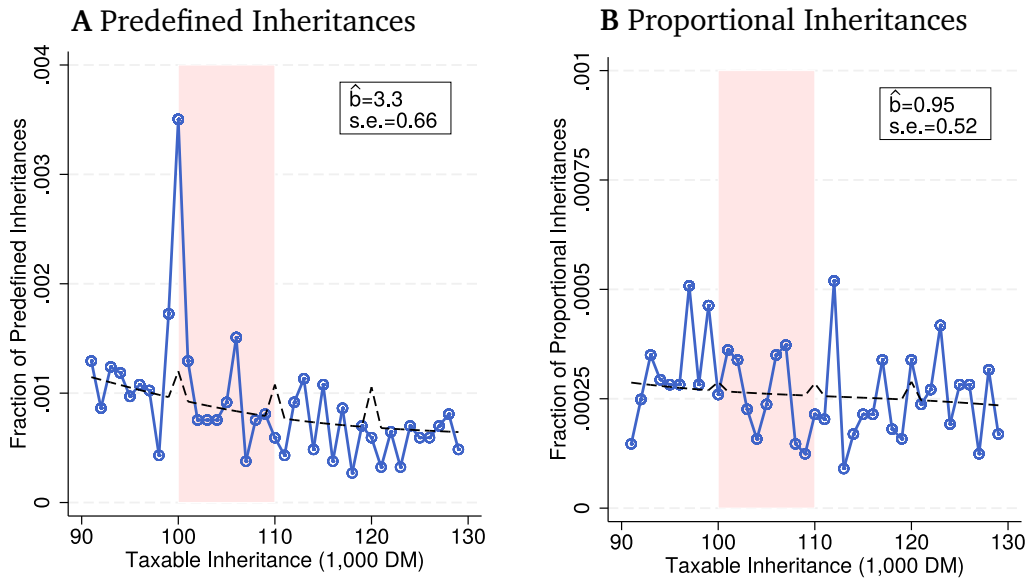 A Predefined Inheritances
Fraction of Predefined Inheritances
.004
.003
.002
.001
0
b̂=3.3
s.e.=0.66
90 100 110 120 130
Taxable Inheritance (1,000 DM)
B Proportional Inheritances
Fraction of Proportional Inheritances
.001
.00075
.0005
.00025
0
b̂=0.95
s.e.=0.52
90 100 110 120 130
Taxable Inheritance (1,000 DM)